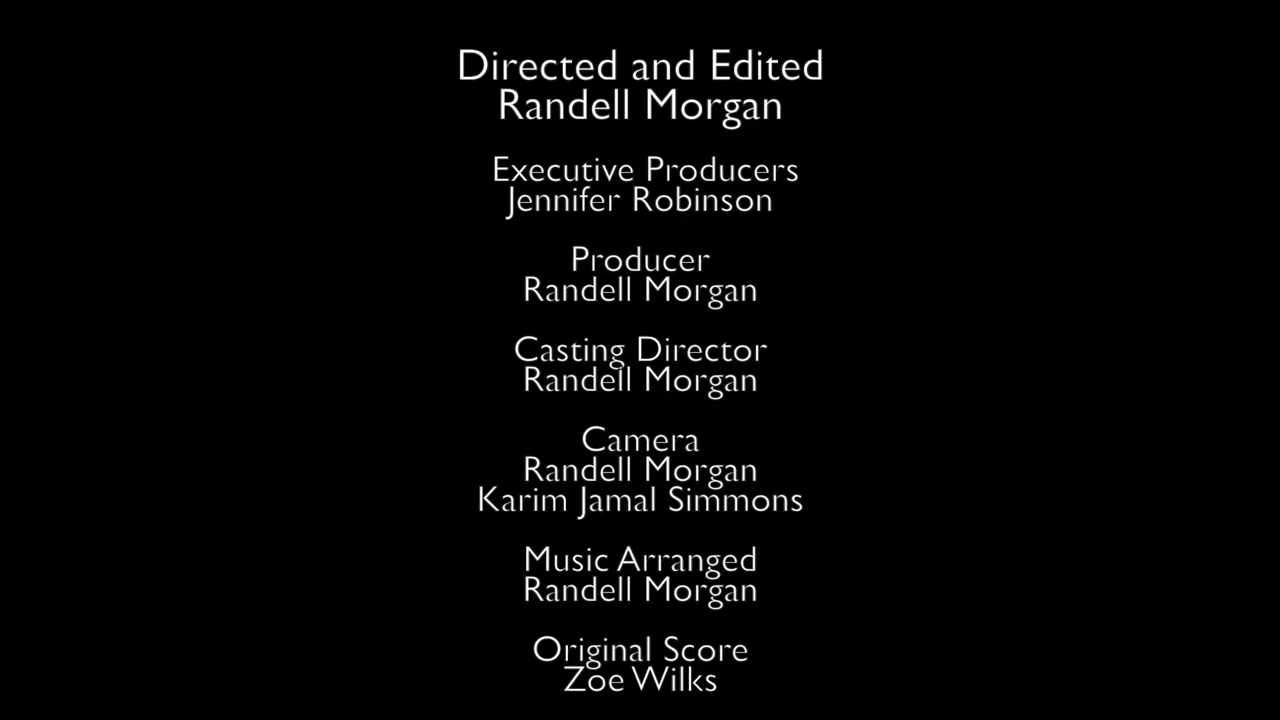 Directed and Edited
Randell Morgan
Executive Producers
Jennifer Robinson
Producer
Randell Morgan
Casting Director
Randell Morgan
Camera
Randell Morgan
Karim Jamal Simmons
Music Arranged
Randell Morgan
Original Score
Zoe Wilks